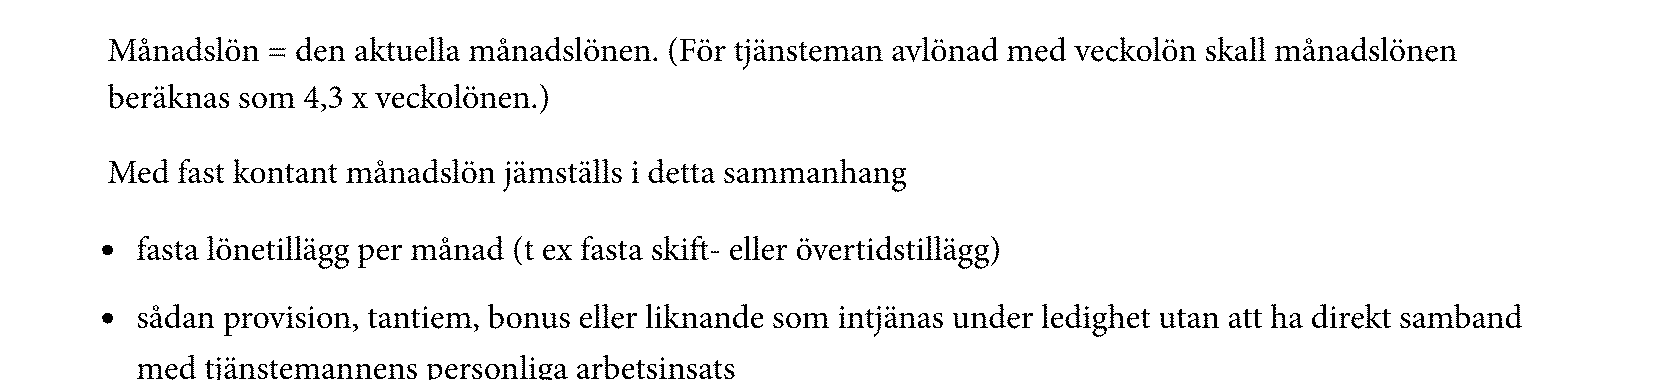 Månadslön = den aktuella månadslönen. (För tjänsteman avlönad med veckolön skall månadslönen
beräknas som 4,3 x veckolönen.)
Med fast kontant månadslön jämställs i detta sammanhang
• fasta lönetillägg per månad (t ex fasta skift- eller övertidstillägg)
• sådan provision, tantiem, bonus eller liknande som intjänas under ledighet utan att ha direkt samband
med tjänstemannens personliga arbetsinsats